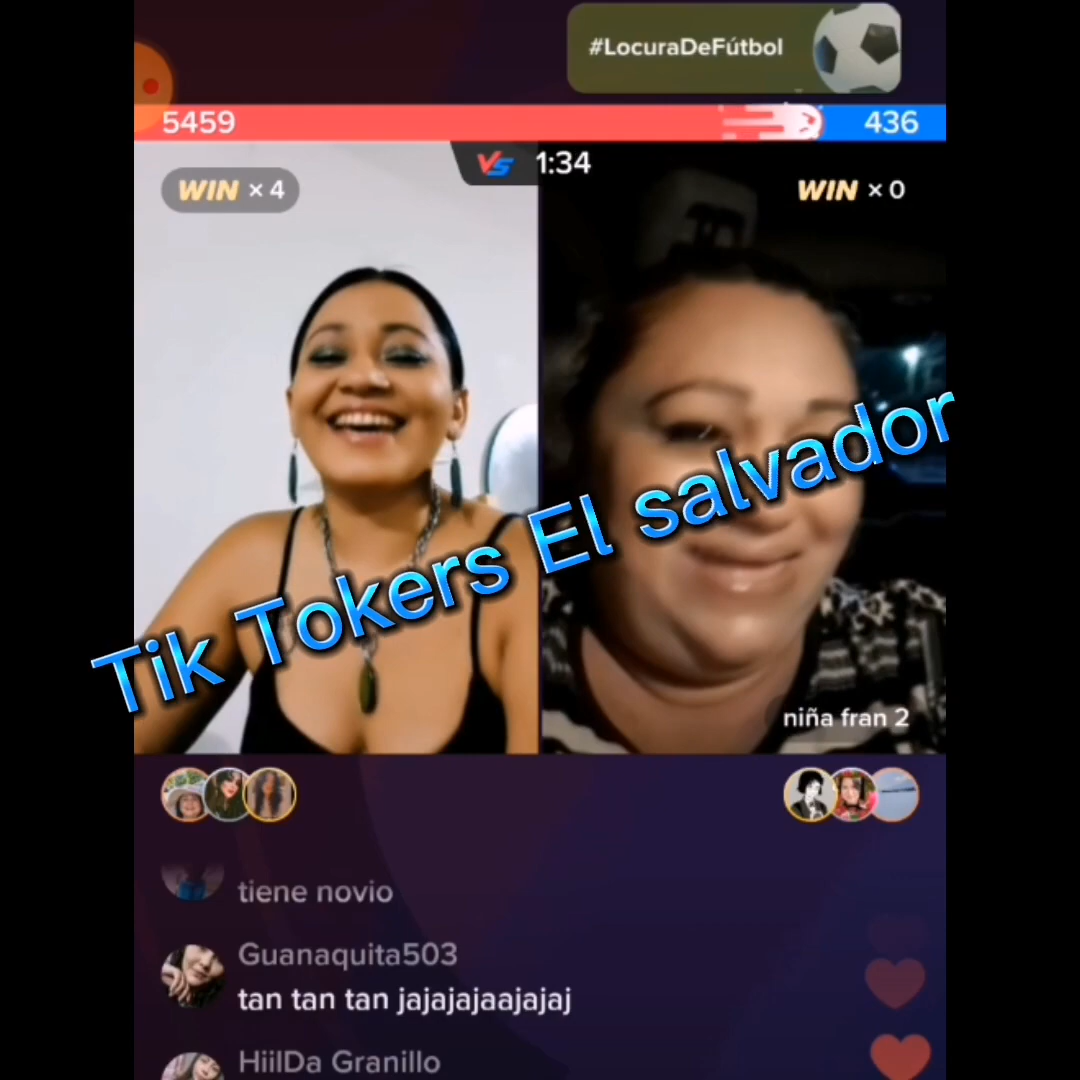 #LocuraDeFútbol
5459
436
VS 1:34
WIN × 4
WIN × 0
Tik Tokers El salvador
niña fran 2
tiene novio
Guanaquita503
tan tan tan jajajajaajajaj
HiilDa Granillo